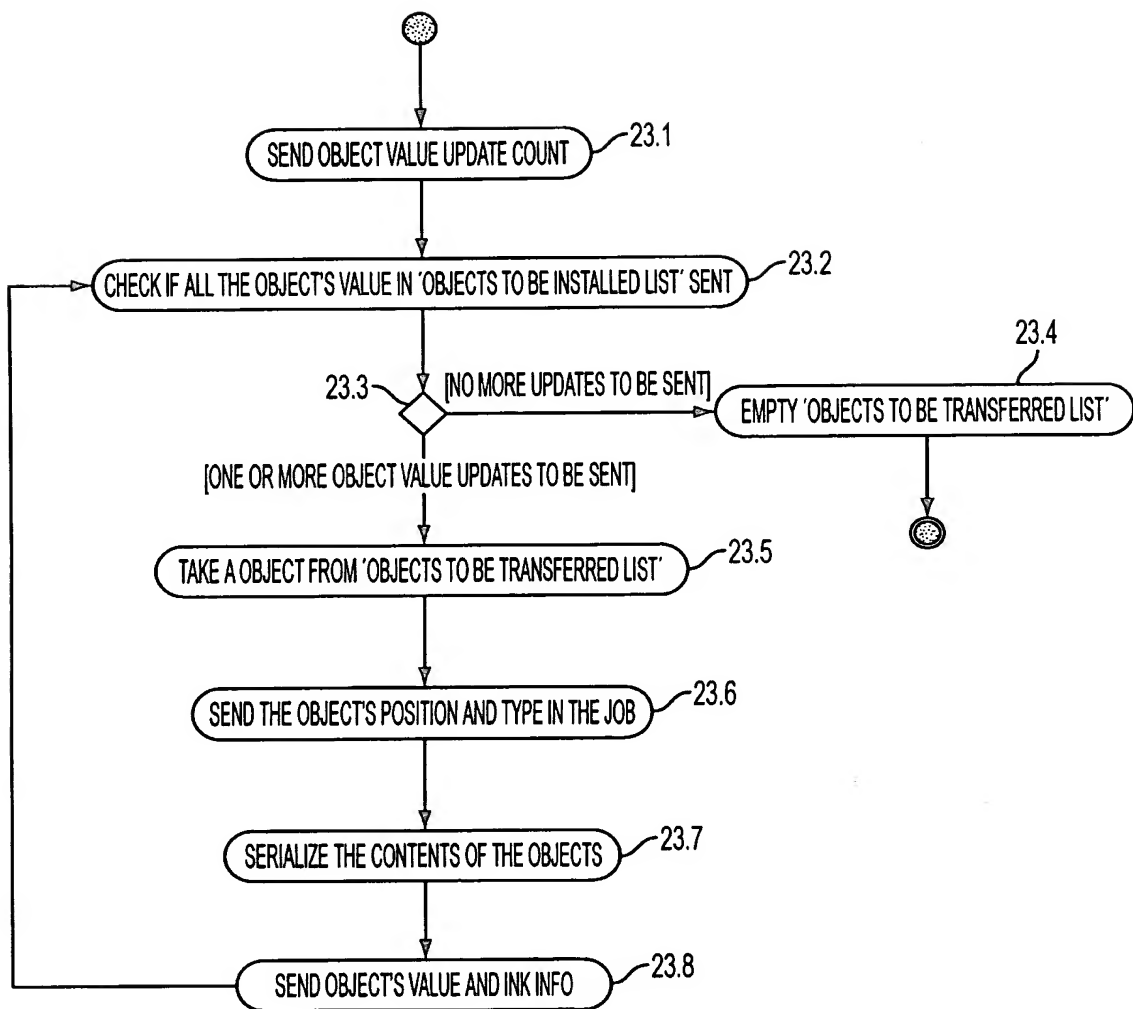 23.1
SEND OBJECT VALUE UPDATE COUNT
23.2
CHECK IF ALL THE OBJECT'S VALUE IN 'OBJECTS TO BE INSTALLED LIST' SENT
23.4
23.3
[NO MORE UPDATES TO BE SENT]
EMPTY 'OBJECTS TO BE TRANSFERRED LIST'
[ONE OR MORE OBJECT VALUE UPDATES TO BE SENT]
23.5
TAKE A OBJECT FROM 'OBJECTS TO BE TRANSFERRED LIST'
23.6
SEND THE OBJECT'S POSITION AND TYPE IN THE JOB
23.7
SERIALIZE THE CONTENTS OF THE OBJECTS
23.8
SEND OBJECT'S VALUE AND INK INFO